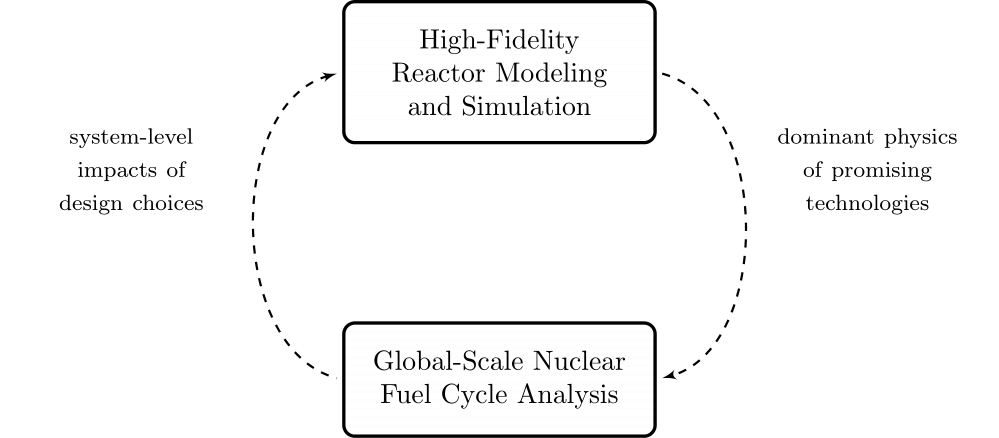 High-Fidelity
Reactor Modeling
and Simulation
system-level
impacts of
design choices
dominant physics
of promising
technologies
Global-Scale Nuclear
Fuel Cycle Analysis